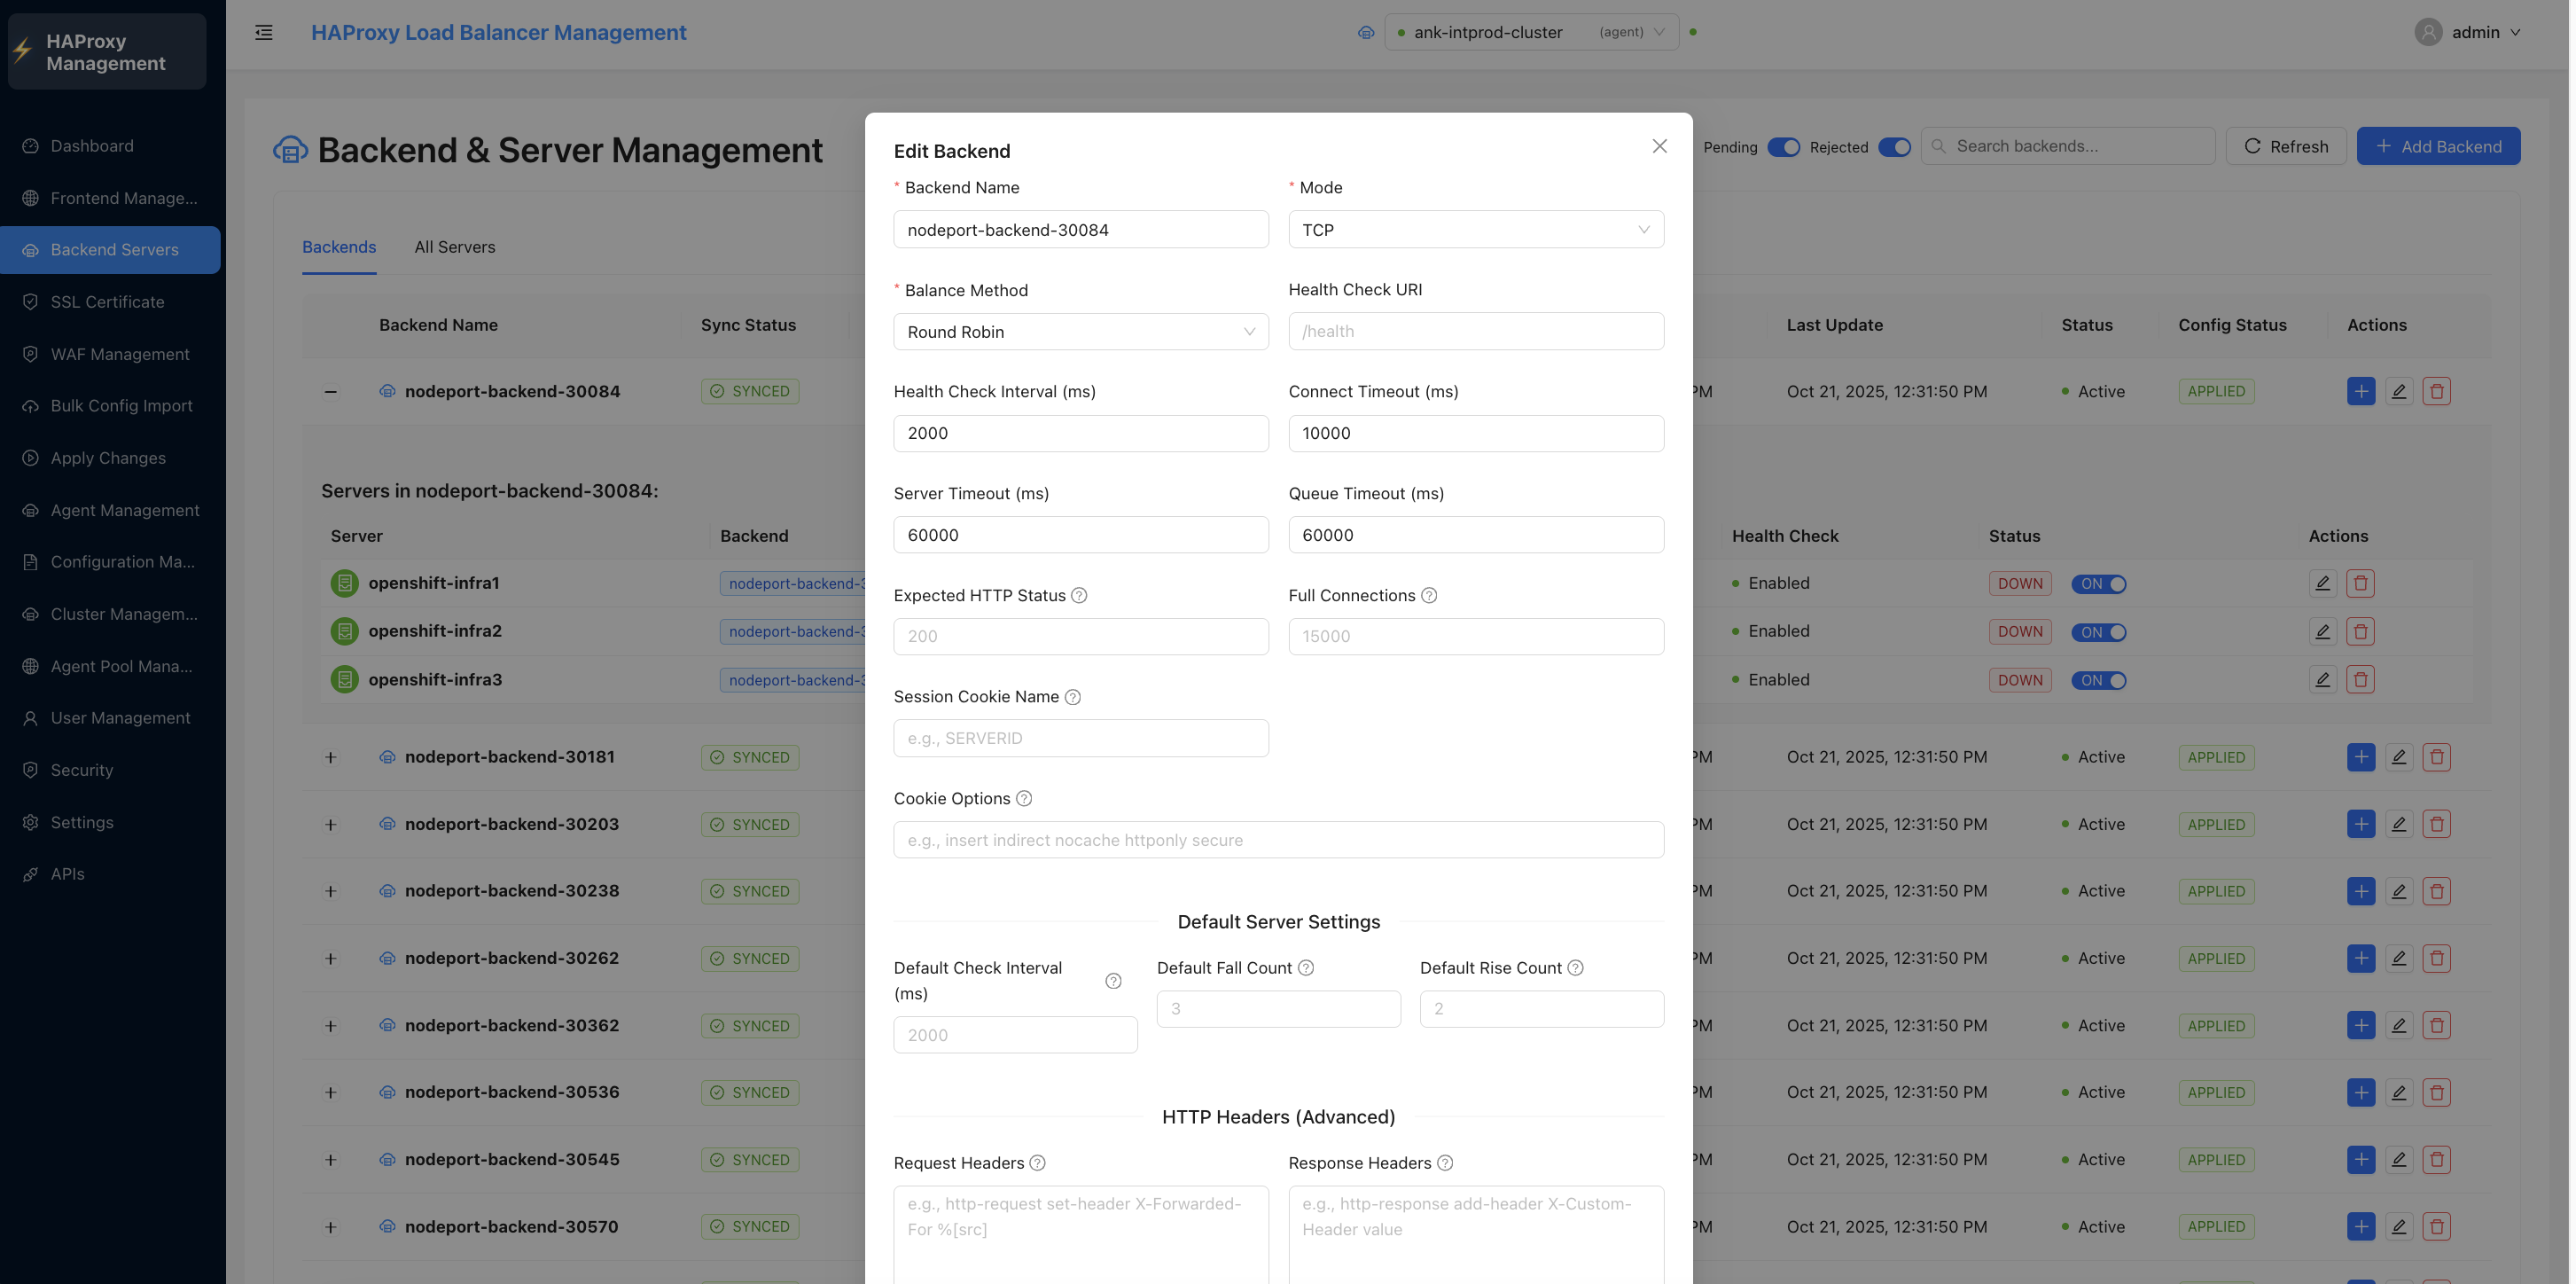 HAProxy
Management
HAProxy Load Balancer Management
ank-intprod-cluster (agent)
admin
Dashboard
Frontend Manage...
Backend Servers
SSL Certificate
WAF Management
Bulk Config Import
Apply Changes
Agent Management
Configuration Ma...
Cluster Managem...
Agent Pool Mana...
User Management
Security
Settings
APIs
Backend & Server Management
Pending
Rejected
Search backends...
Refresh
Add Backend
Backends All Servers
Backend Name Sync Status Last Update Status Config Status Actions
nodeport-backend-30084 SYNCED PM Oct 21, 2025, 12:31:50 PM Active APPLIED
Servers in nodeport-backend-30084:
Server Backend Health Check Status Actions
openshift-infra1 nodeport-backend-3 Enabled DOWN ON
openshift-infra2 nodeport-backend-3 Enabled DOWN ON
openshift-infra3 nodeport-backend-3 Enabled DOWN ON
nodeport-backend-30181 SYNCED PM Oct 21, 2025, 12:31:50 PM Active APPLIED
nodeport-backend-30203 SYNCED PM Oct 21, 2025, 12:31:50 PM Active APPLIED
nodeport-backend-30238 SYNCED PM Oct 21, 2025, 12:31:50 PM Active APPLIED
nodeport-backend-30262 SYNCED PM Oct 21, 2025, 12:31:50 PM Active APPLIED
nodeport-backend-30362 SYNCED PM Oct 21, 2025, 12:31:50 PM Active APPLIED
nodeport-backend-30536 SYNCED PM Oct 21, 2025, 12:31:50 PM Active APPLIED
nodeport-backend-30545 SYNCED PM Oct 21, 2025, 12:31:50 PM Active APPLIED
nodeport-backend-30570 SYNCED PM Oct 21, 2025, 12:31:50 PM Active APPLIED
Edit Backend
* Backend Name * Mode
nodeport-backend-30084 TCP
* Balance Method Health Check URI
Round Robin /health
Health Check Interval (ms) Connect Timeout (ms)
2000 10000
Server Timeout (ms) Queue Timeout (ms)
60000 60000
Expected HTTP Status Full Connections
200 15000
Session Cookie Name
e.g., SERVERID
Cookie Options
e.g., insert indirect nocache httponly secure
Default Server Settings
Default Check Interval
(ms)
2000
Default Fall Count
3
Default Rise Count
2
HTTP Headers (Advanced)
Request Headers
e.g., http-request set-header X-Forwarded-
For %[src]
Response Headers
e.g., http-response add-header X-Custom-
Header value